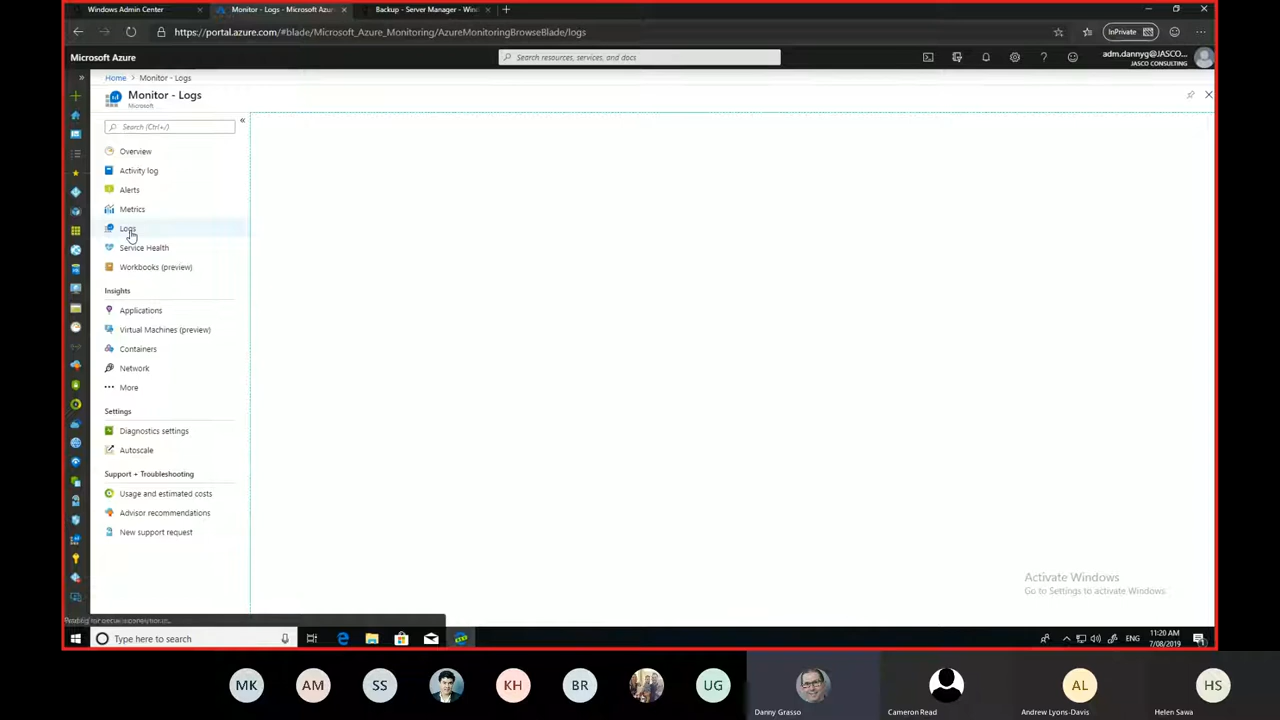 Windows Admin Center
Monitor - Logs - Microsoft Azur
Backup - Server Manager - Win
https://portal.azure.com/#blade/Microsoft_Azure_Monitoring/AzureMonitoringBrowseBlade/logs
InPrivate
Microsoft Azure
Search resources, services, and docs
adm.dannyg@JASCO...
JASCO CONSULTING
Home > Monitor - Logs
Monitor - Logs
Microsoft
Search (Ctrl+/)
Overview
Activity log
Alerts
Metrics
Logs
Service Health
Workbooks (preview)
Insights
Applications
Virtual Machines (preview)
Containers
Network
More
Settings
Diagnostics settings
Autoscale
Support + Troubleshooting
Usage and estimated costs
Advisor recommendations
New support request
Activate Windows
Go to Settings to activate Windows.
Type here to search
ENG
11:20 AM
7/08/2019
MK
AM
SS
KH
BR
UG
AL
HS
Danny Grasso
Cameron Read
Andrew Lyons-Davis
Helen Sawa